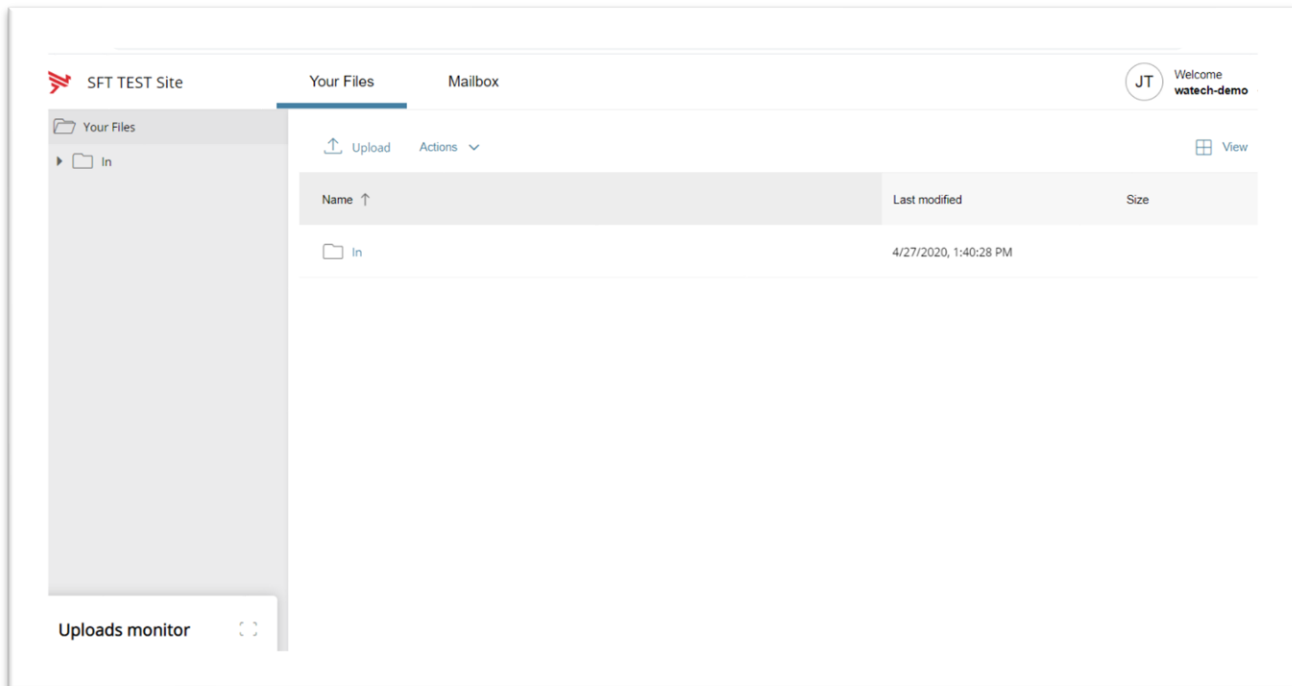 SFT TEST Site Your Files Mailbox JT Welcome
watech-demo
Your Files
In
Upload Actions View
Name Last modified Size
In 4/27/2020, 1:40:28 PM
Uploads monitor